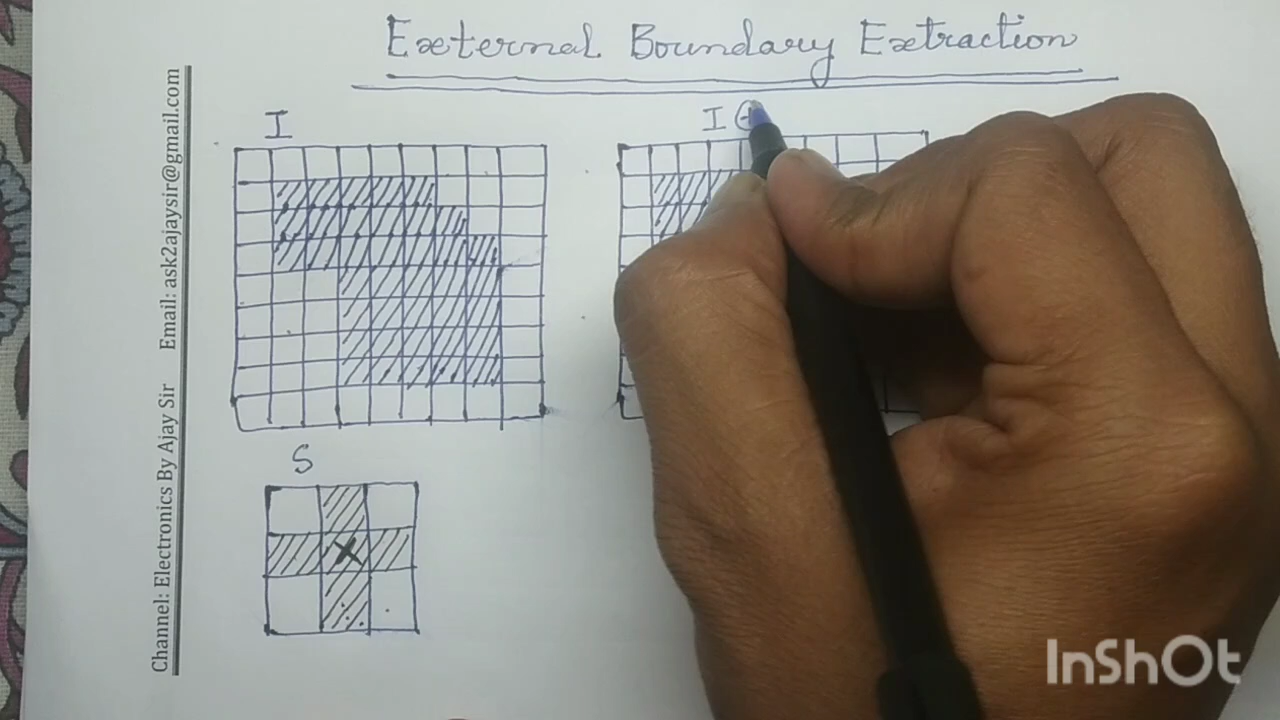 External Boundary Extraction
I
I ⊕
S
Channel: Electronics By Ajay Sir Email: ask2ajaysir@gmail.com
InShOt